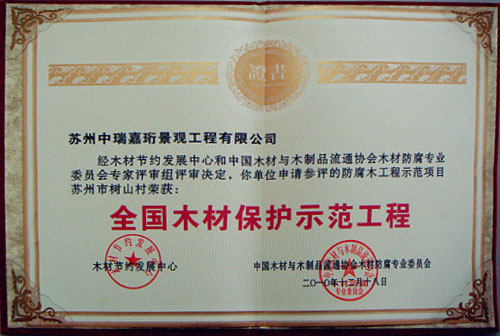 證書
苏州中瑞嘉珩景观工程有限公司
经木材节约发展中心和中国木材与木制品流通协会木材防腐专业
委员会专家评审组评审决定，你单位申请参评的防腐木工程示范项目
苏州市树山村荣获：
全国木材保护示范工程
木材节约发展中心
中国木材与木制品流通协会木材防腐专业委员会
二〇一〇年十二月十八日
专业委员会